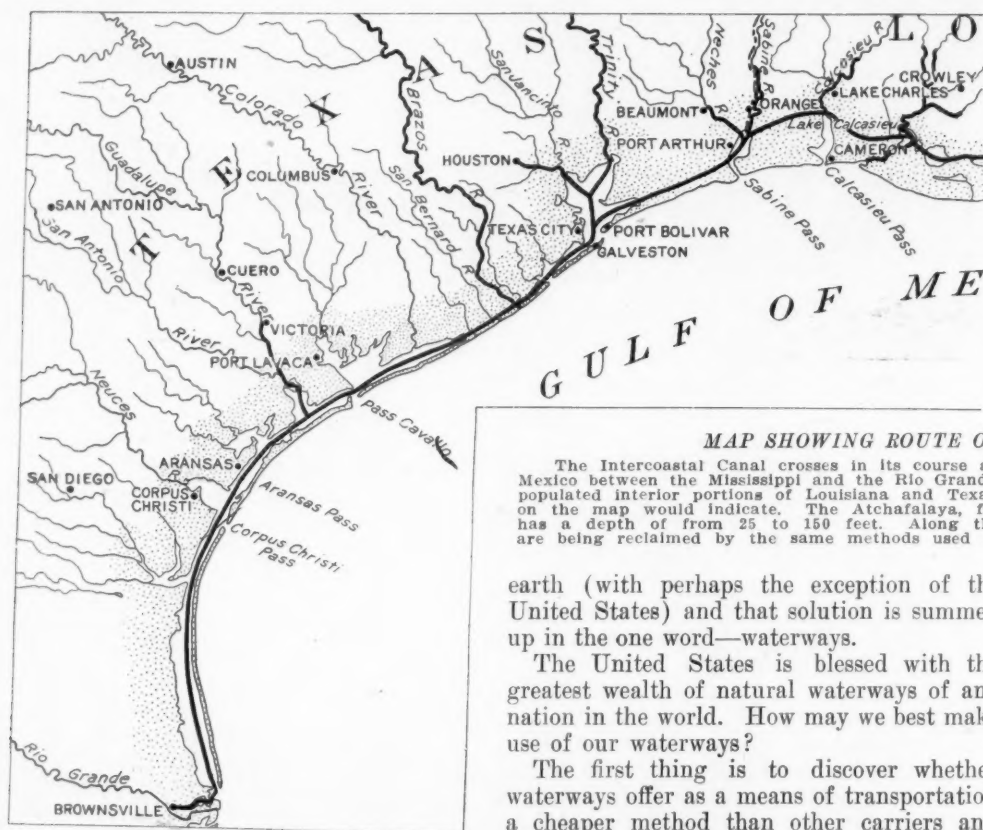 T E X A S
L O
AUSTIN
Colorado
River
Brazos
R.
Sanjancinto
R.
Trinity
R.
Neches
R.
Sabine R.
Calcasieu R.
CROWLEY
LAKE CHARLES
BEAUMONT
ORANGE
Lake Calcasieu
PORT ARTHUR
CAMERON
HOUSTON
COLUMBUS
Guadalupe
River
San Bernard
R.
SAN ANTONIO
San Antonio
River
TEXAS CITY
PORT BOLIVAR
GALVESTON
Sabine Pass
Calcasieu Pass
CUERO
VICTORIA
PORT LAVACA
GULF OF ME
Neuces
R.
Pass Cavallo
ARANSAS
SAN DIEGO
CORPUS
CHRISTI
Aransas Pass
Corpus Christi
Pass
Rio
Grande
BROWNSVILLE
MAP SHOWING ROUTE O
The Intercoastal Canal crosses in its course a
Mexico between the Mississippi and the Rio Grand
populated interior portions of Louisiana and Texa
on the map would indicate. The Atchafalaya, f
has a depth of from 25 to 150 feet. Along th
are being reclaimed by the same methods used
earth (with perhaps the exception of th
United States) and that solution is summe
up in the one word—waterways.
The United States is blessed with th
greatest wealth of natural waterways of an
nation in the world. How may we best mak
use of our waterways?
The first thing is to discover whethe
waterways offer as a means of transportatio
a cheaper method than other carriers an